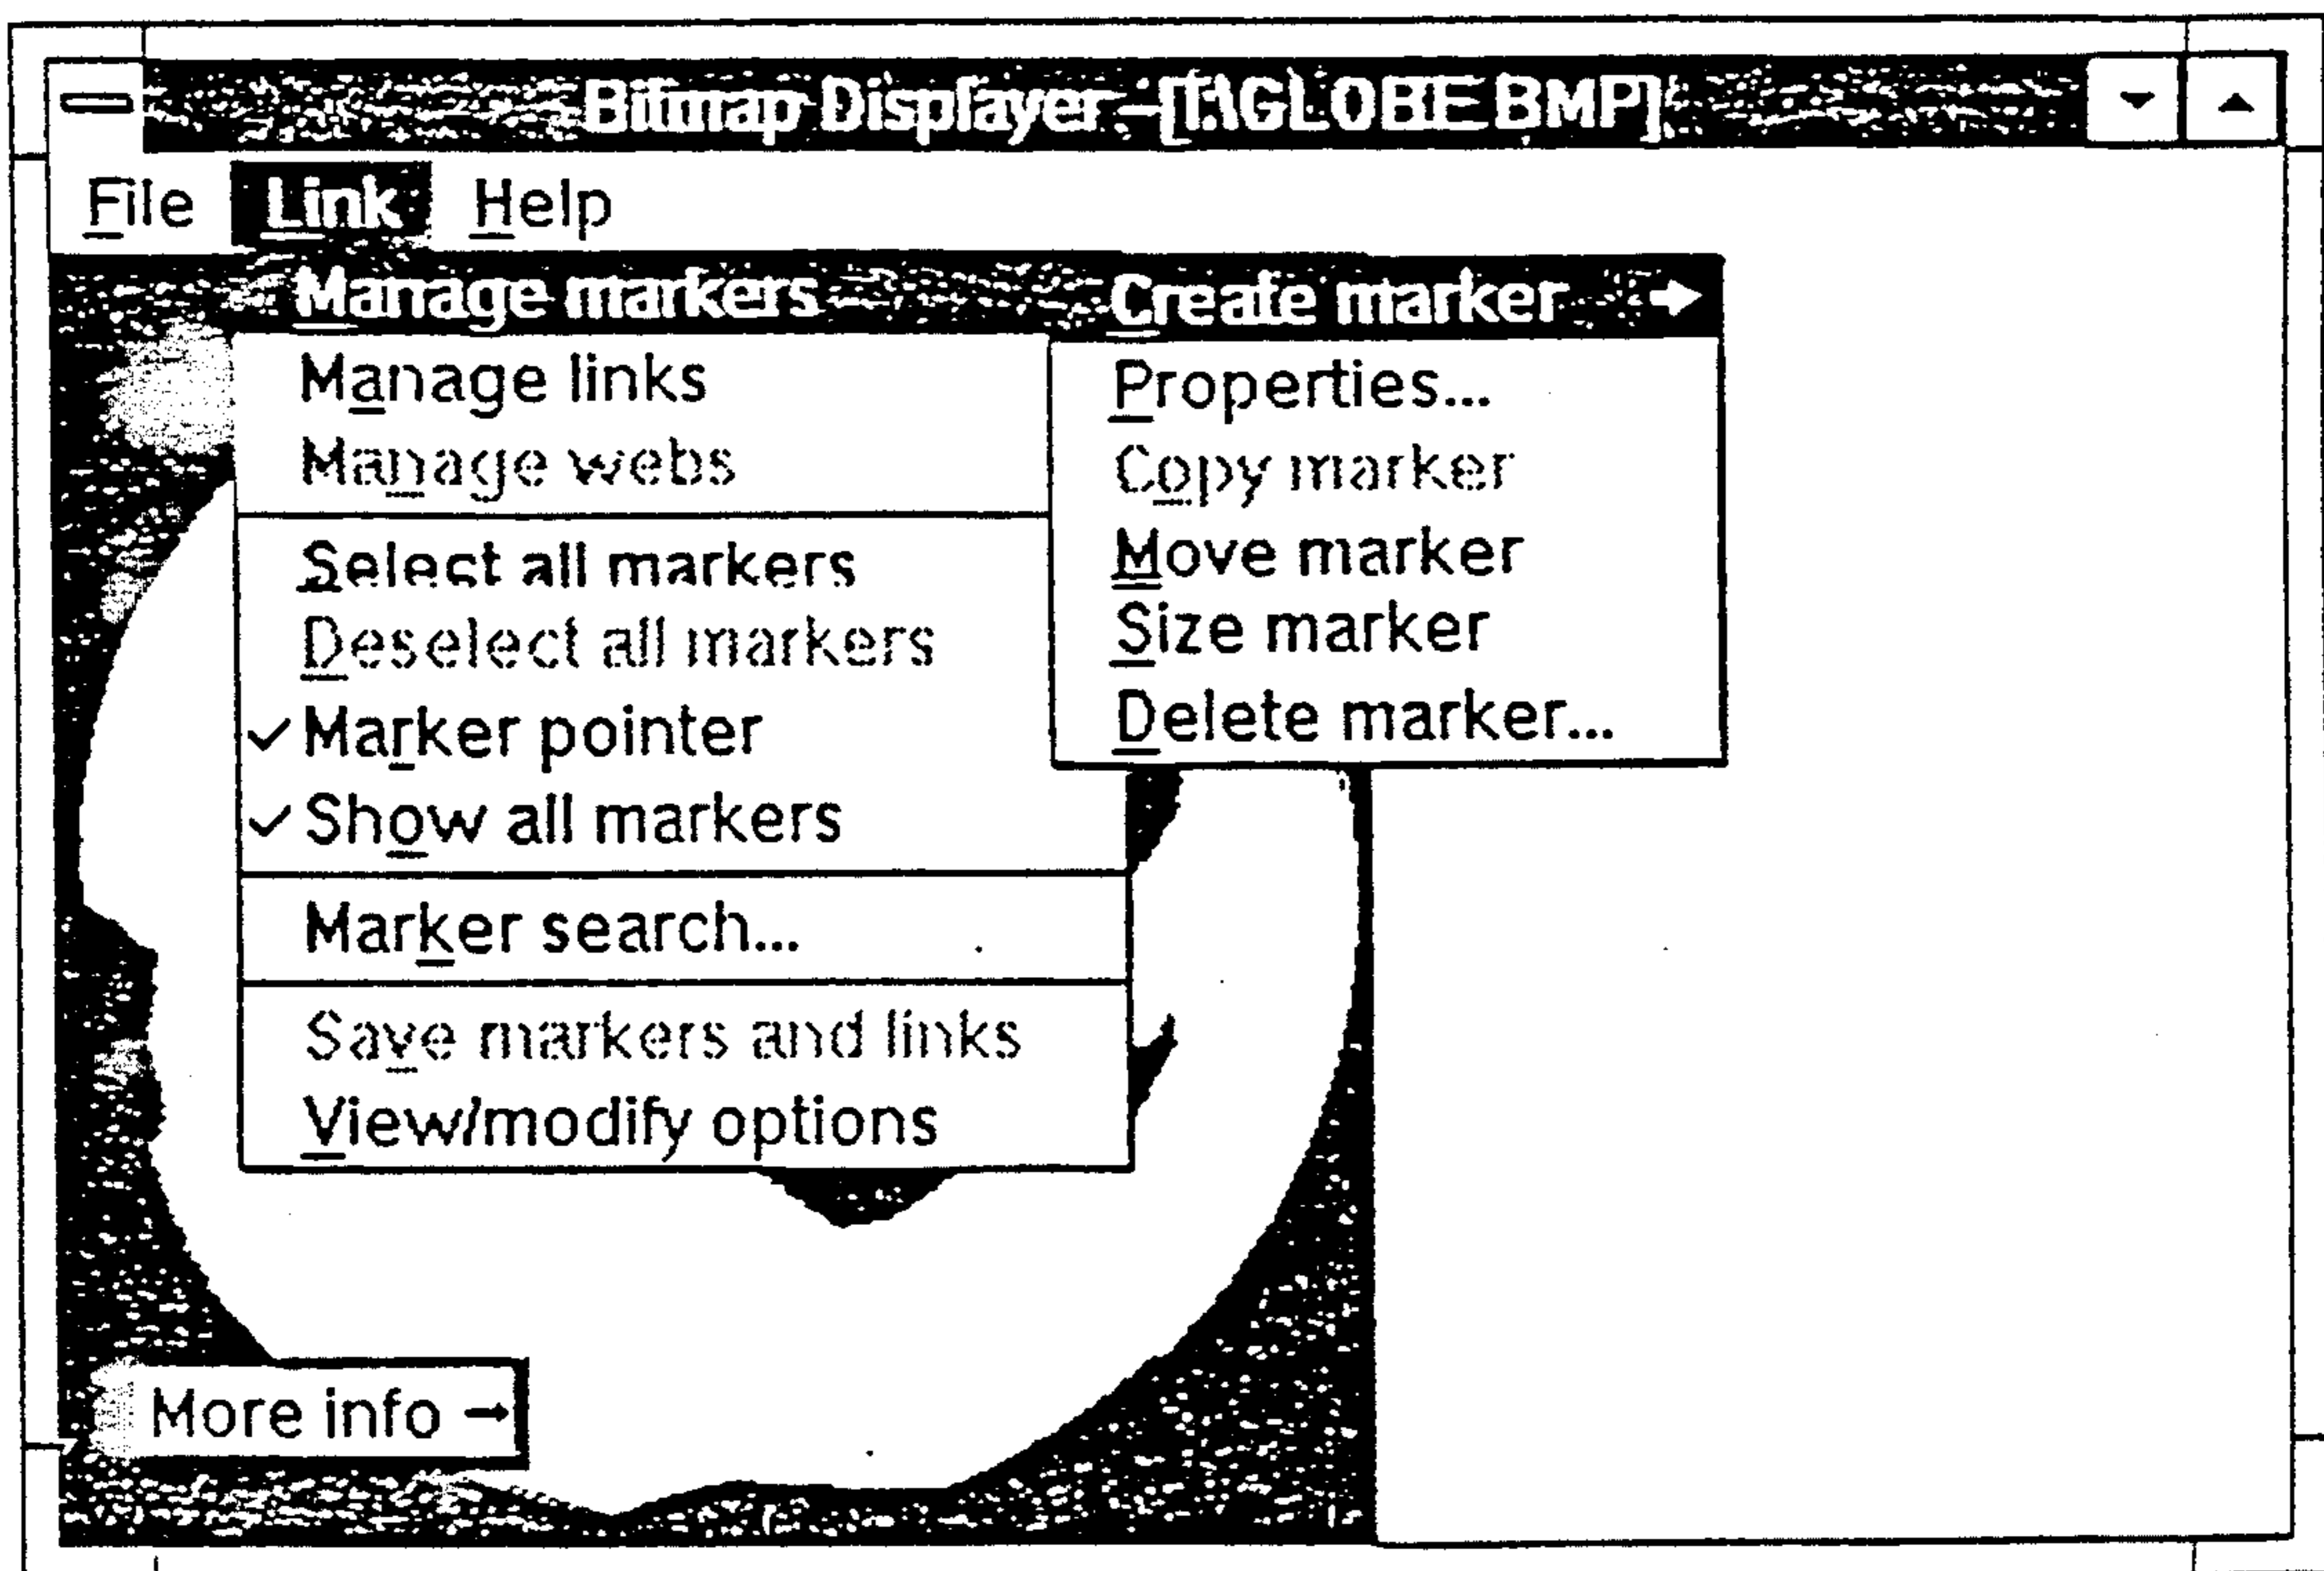 Bitmap Displayer - [T:\GLOBE.BMP]
File Link Help
Manage markers
Manage links
Manage webs
Select all markers
Deselect all markers
✓ Marker pointer
✓ Show all markers
Marker search...
Save markers and links
View/modify options
Create marker →
Properties...
Copy marker
Move marker
Size marker
Delete marker...
More info →